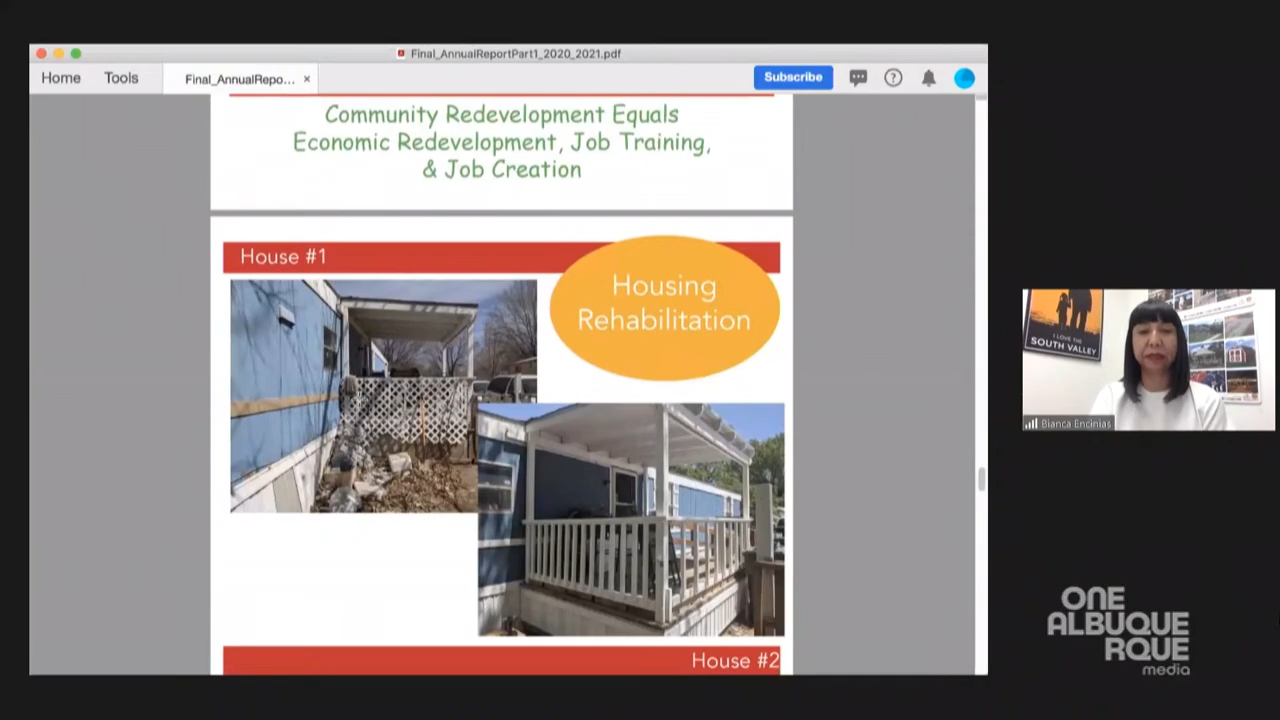 Final_AnnualReportPart1_2020_2021.pdf
Home Tools Final_AnnualRepo... × Subscribe ?
Community Redevelopment Equals
Economic Redevelopment, Job Training,
& Job Creation
House #1
Housing
Rehabilitation
House #2
I LOVE THE
SOUTH VALLEY
Bianca Encinias
ONE
ALBUQUE
RQUE
media